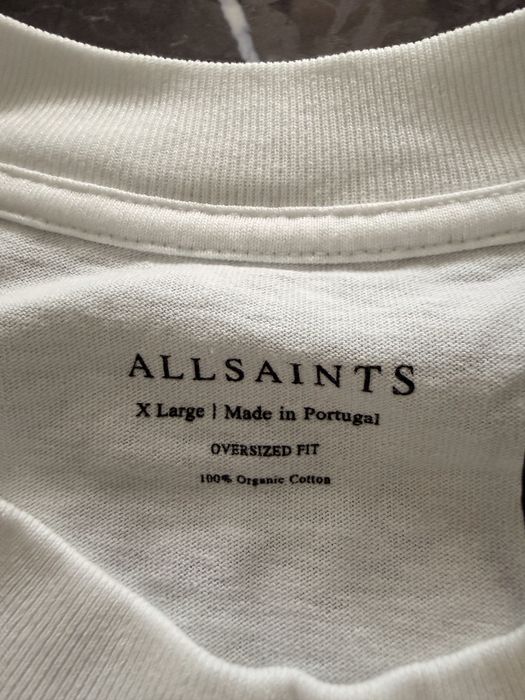 ALLSAINTS
X Large | Made in Portugal
OVERSIZED FIT
100% Organic Cotton